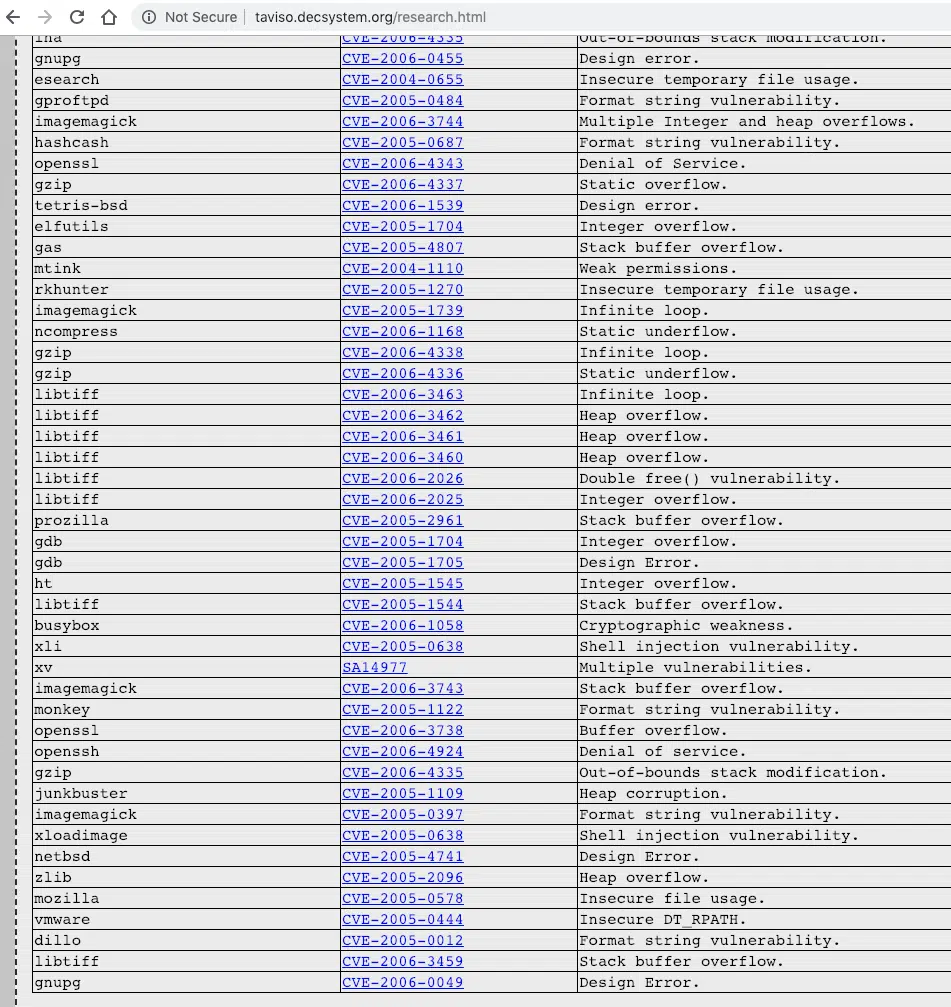 Not Secure taviso.decsystem.org/research.html
lha CVE-2006-4335 Out-of-bounds stack modification.
gnupg CVE-2006-0455 Design error.
esearch CVE-2004-0655 Insecure temporary file usage.
gproftpd CVE-2005-0484 Format string vulnerability.
imagemagick CVE-2006-3744 Multiple Integer and heap overflows.
hashcash CVE-2005-0687 Format string vulnerability.
openssl CVE-2006-4343 Denial of Service.
gzip CVE-2006-4337 Static overflow.
tetris-bsd CVE-2006-1539 Design error.
elfutils CVE-2005-1704 Integer overflow.
gas CVE-2005-4807 Stack buffer overflow.
mtink CVE-2004-1110 Weak permissions.
rkhunter CVE-2005-1270 Insecure temporary file usage.
imagemagick CVE-2005-1739 Infinite loop.
ncompress CVE-2006-1168 Static underflow.
gzip CVE-2006-4338 Infinite loop.
gzip CVE-2006-4336 Static underflow.
libtiff CVE-2006-3463 Infinite loop.
libtiff CVE-2006-3462 Heap overflow.
libtiff CVE-2006-3461 Heap overflow.
libtiff CVE-2006-3460 Heap overflow.
libtiff CVE-2006-2026 Double free() vulnerability.
libtiff CVE-2006-2025 Integer overflow.
prozilla CVE-2005-2961 Stack buffer overflow.
gdb CVE-2005-1704 Integer overflow.
gdb CVE-2005-1705 Design Error.
ht CVE-2005-1545 Integer overflow.
libtiff CVE-2005-1544 Stack buffer overflow.
busybox CVE-2006-1058 Cryptographic weakness.
xli CVE-2005-0638 Shell injection vulnerability.
xv SA14977 Multiple vulnerabilities.
imagemagick CVE-2006-3743 Stack buffer overflow.
monkey CVE-2005-1122 Format string vulnerability.
openssl CVE-2006-3738 Buffer overflow.
openssh CVE-2006-4924 Denial of service.
gzip CVE-2006-4335 Out-of-bounds stack modification.
junkbuster CVE-2005-1109 Heap corruption.
imagemagick CVE-2005-0397 Format string vulnerability.
xloadimage CVE-2005-0638 Shell injection vulnerability.
netbsd CVE-2005-4741 Design Error.
zlib CVE-2005-2096 Heap overflow.
mozilla CVE-2005-0578 Insecure file usage.
vmware CVE-2005-0444 Insecure DT_RPATH.
dillo CVE-2005-0012 Format string vulnerability.
libtiff CVE-2006-3459 Stack buffer overflow.
gnupg CVE-2006-0049 Design Error.